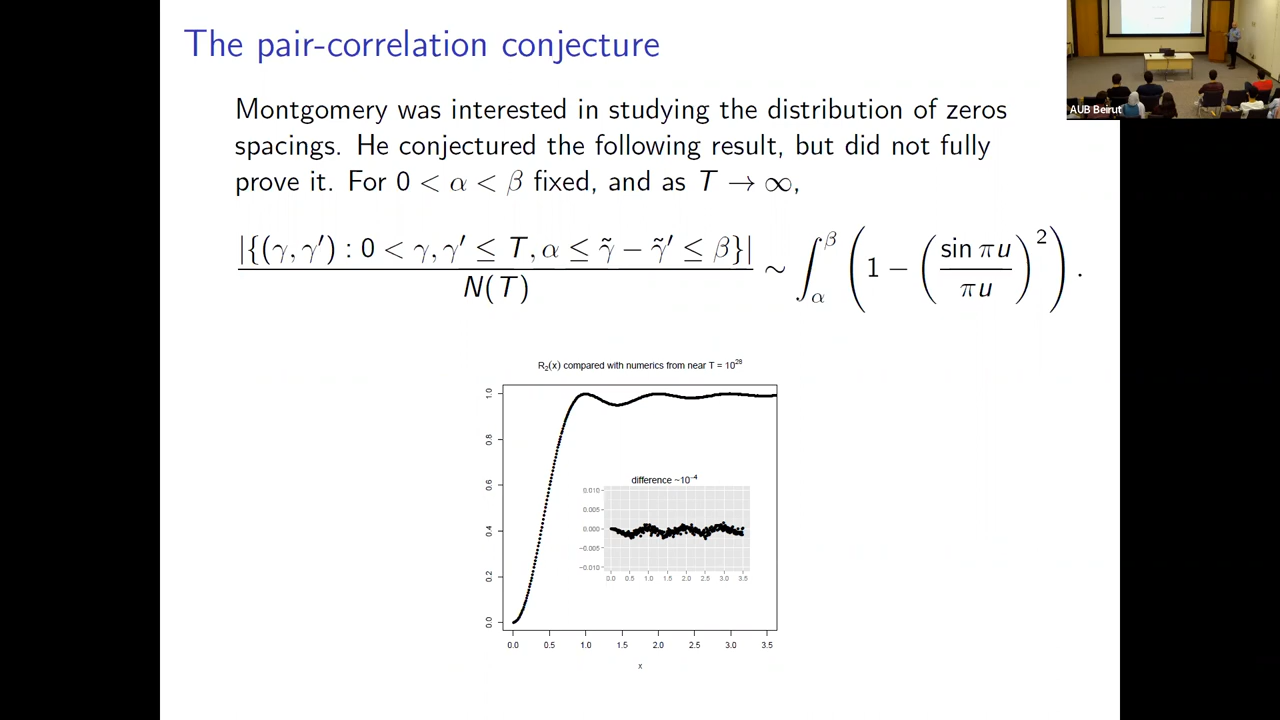 The pair-correlation conjecture
AUB Beirut
Montgomery was interested in studying the distribution of zeros
spacings. He conjectured the following result, but did not fully
prove it. For 0 < α < β fixed, and as T → ∞,
|{(γ, γ′) : 0 < γ, γ′ ≤ T, α ≤ γ̃ − γ̃′ ≤ β}| / N(T) ∼ ∫_α^β (1 − (sin πu / πu)²) .
R₂(x) compared with numerics from near T = 10²⁸
1.0
0.8
0.6
0.4
0.2
0.0
difference ~10⁻⁴
0.010
0.005
0.000
−0.005
−0.010
0.0 0.5 1.0 1.5 2.0 2.5 3.0 3.5
0.0 0.5 1.0 1.5 2.0 2.5 3.0 3.5
x